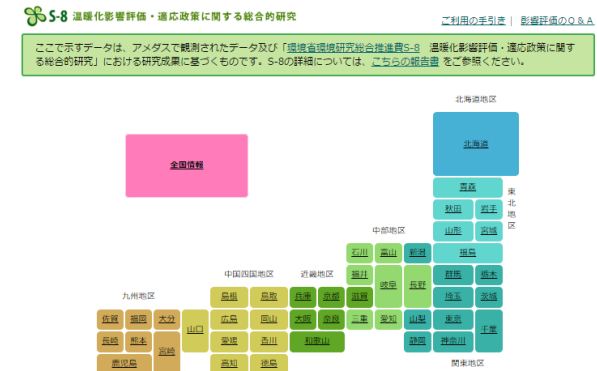 S-8 温暖化影響評価・適応政策に関する総合的研究
ご利用の手引き｜ 影響評価のQ＆A
ここで示すデータは、アメダスで観測されたデータ及び「環境省環境研究総合推進費S-8　温暖化影響評価・適応政策に関す
る総合的研究」における研究成果に基づくものです。S-8の詳細については、こちらの報告書 をご参照ください。
北海道地区
北海道
全国情報
青森
東北地区
秋田 岩手
山形 宮城
中部地区
石川 富山 新潟 福島
中国四国地区 近畿地区
福井 岐阜 長野 群馬 栃木
九州地区
島根 鳥取 兵庫 京都 滋賀 埼玉 茨城
佐賀 福岡 大分 山口 広島 岡山 大阪 奈良 三重 愛知 山梨 東京 千葉
長崎 熊本 宮崎 愛媛 香川 和歌山 静岡 神奈川
鹿児島 高知 徳島
関東地区